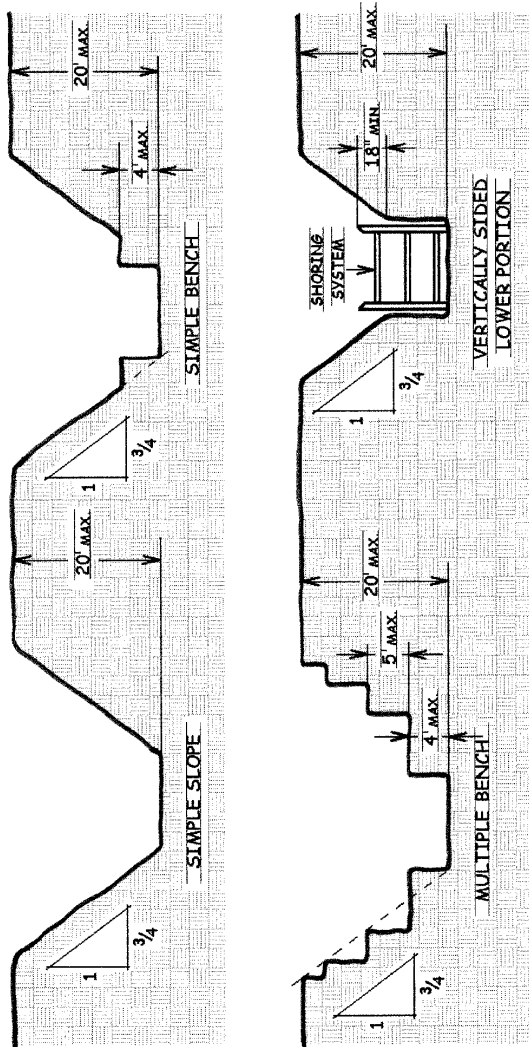 20' MAX.
1
3/4
SIMPLE SLOPE
20' MAX.
4' MAX
1
3/4
SIMPLE BENCH
20' MAX.
5' MAX.
4' MAX.
1
3/4
MULTIPLE BENCH
SHORING
SYSTEM
18" MIN
20' MAX.
1
3/4
VERTICALLY SIDED
LOWER PORTION